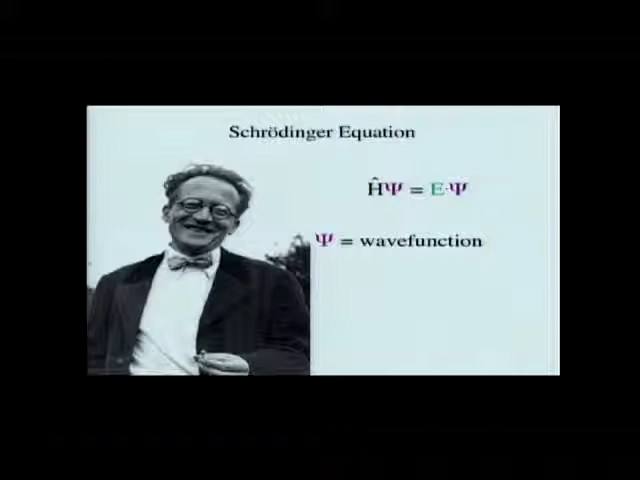 Schrödinger Equation
ĤΨ = E·Ψ
Ψ = wavefunction